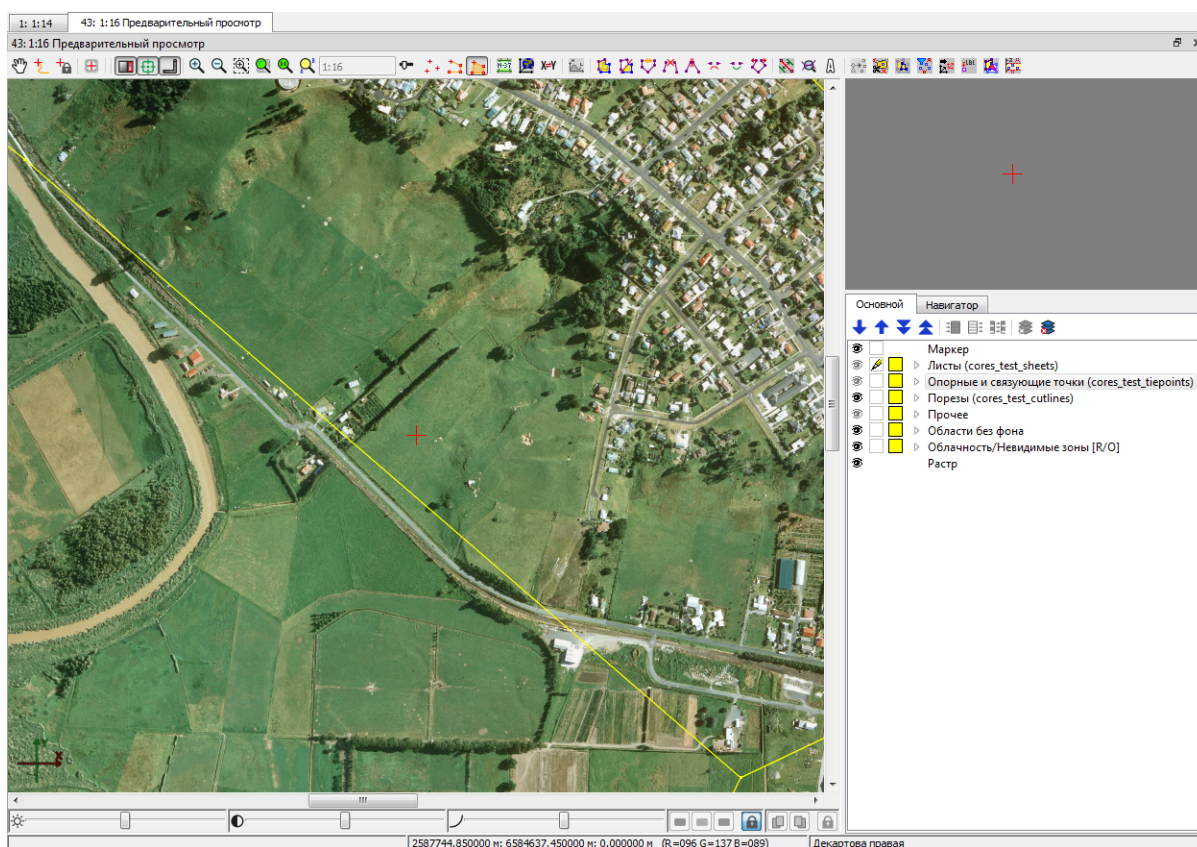 1: 1:14
43: 1:16 Предварительный просмотр
43: 1:16 Предварительный просмотр
1:16
N-37
X=Y
LBL
Основной
Навигатор
Маркер
Листы (cores_test_sheets)
Опорные и связующие точки (cores_test_tiepoints)
Порезы (cores_test_cutlines)
Прочее
Области без фона
Облачность/Невидимые зоны [R/O]
Растр
X
2587744.850000 м; 6584637.450000 м; 0.000000 м (R=096 G=137 B=089)
Декартова правая